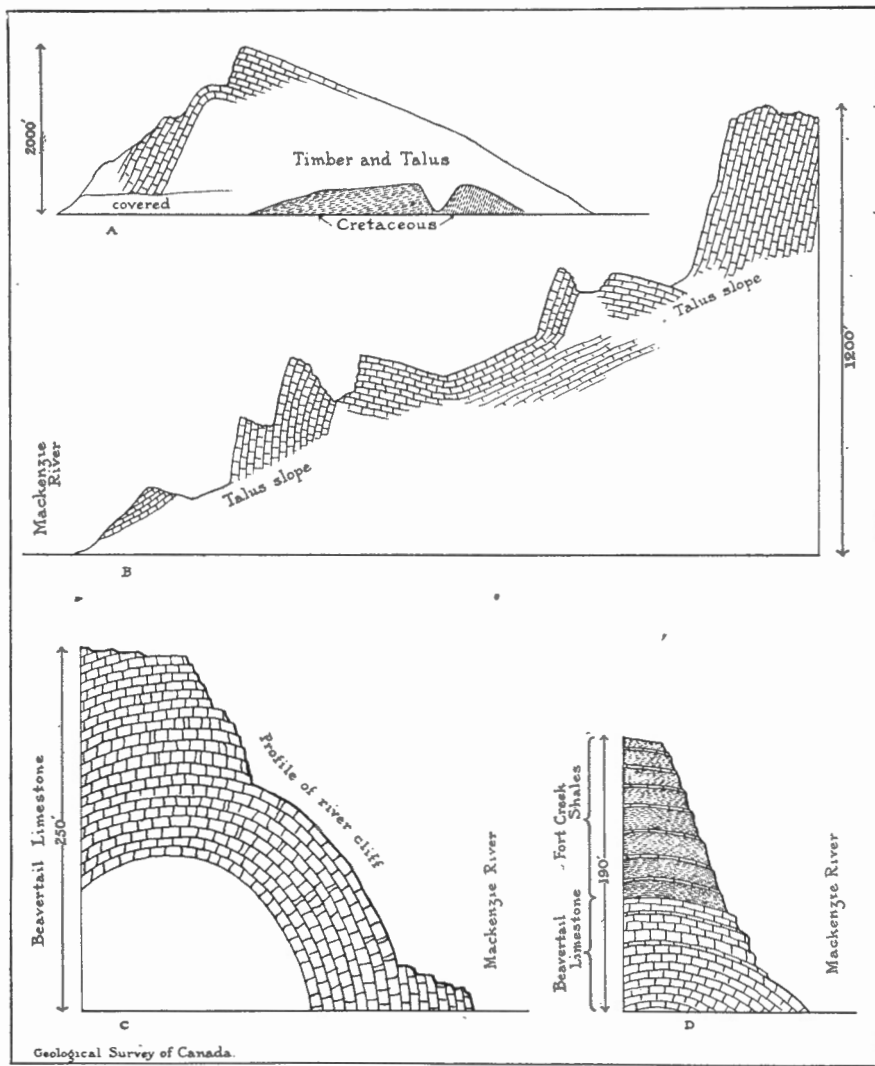 2000'
Timber and Talus
covered
Cretaceous
A
Talus slope
1200'
Mackenzie
River
Talus slope
B
Beavertail Limestone
250'
Profile of river cliff
Mackenzie River
C
Beavertail
Limestone
Fort Creek
Shales
190'
Mackenzie River
D
Geological Survey of Canada.